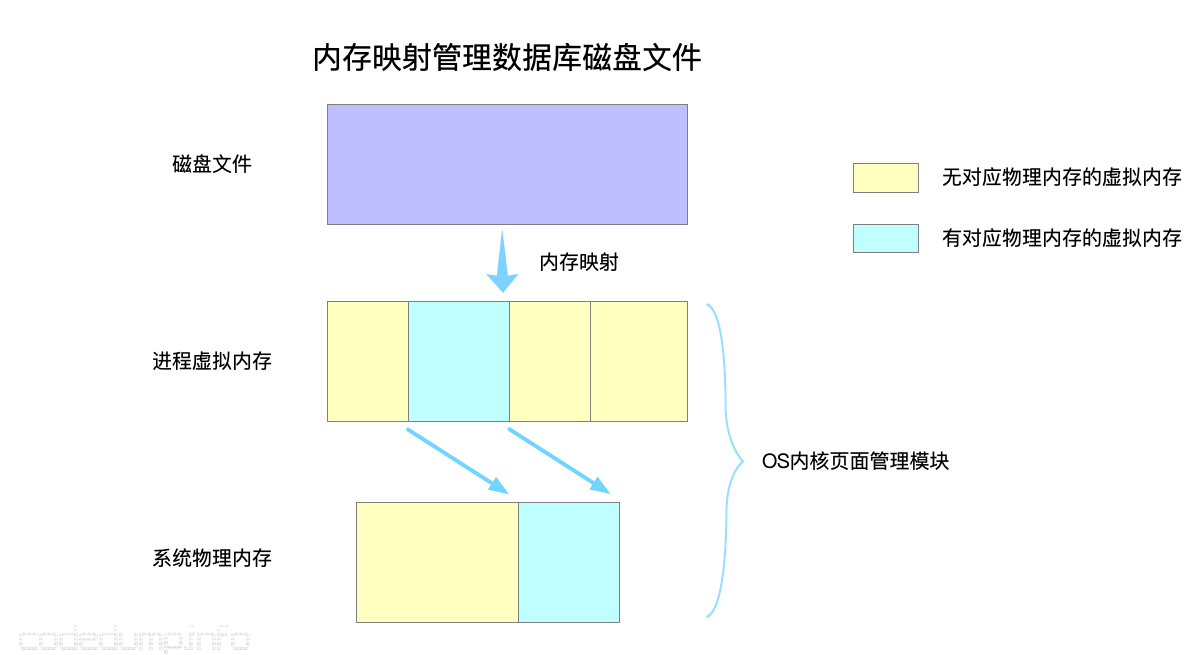 内存映射管理数据库磁盘文件
磁盘文件
无对应物理内存的虚拟内存
有对应物理内存的虚拟内存
内存映射
进程虚拟内存
OS内核页面管理模块
系统物理内存
codedump.info